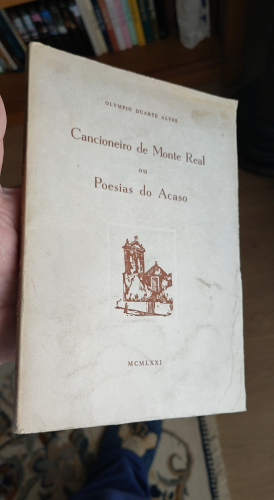 OLYMPIO DUARTE ALVES
Cancioneiro de Monte Real
ou
Poesias do Acaso
MCMLXXI